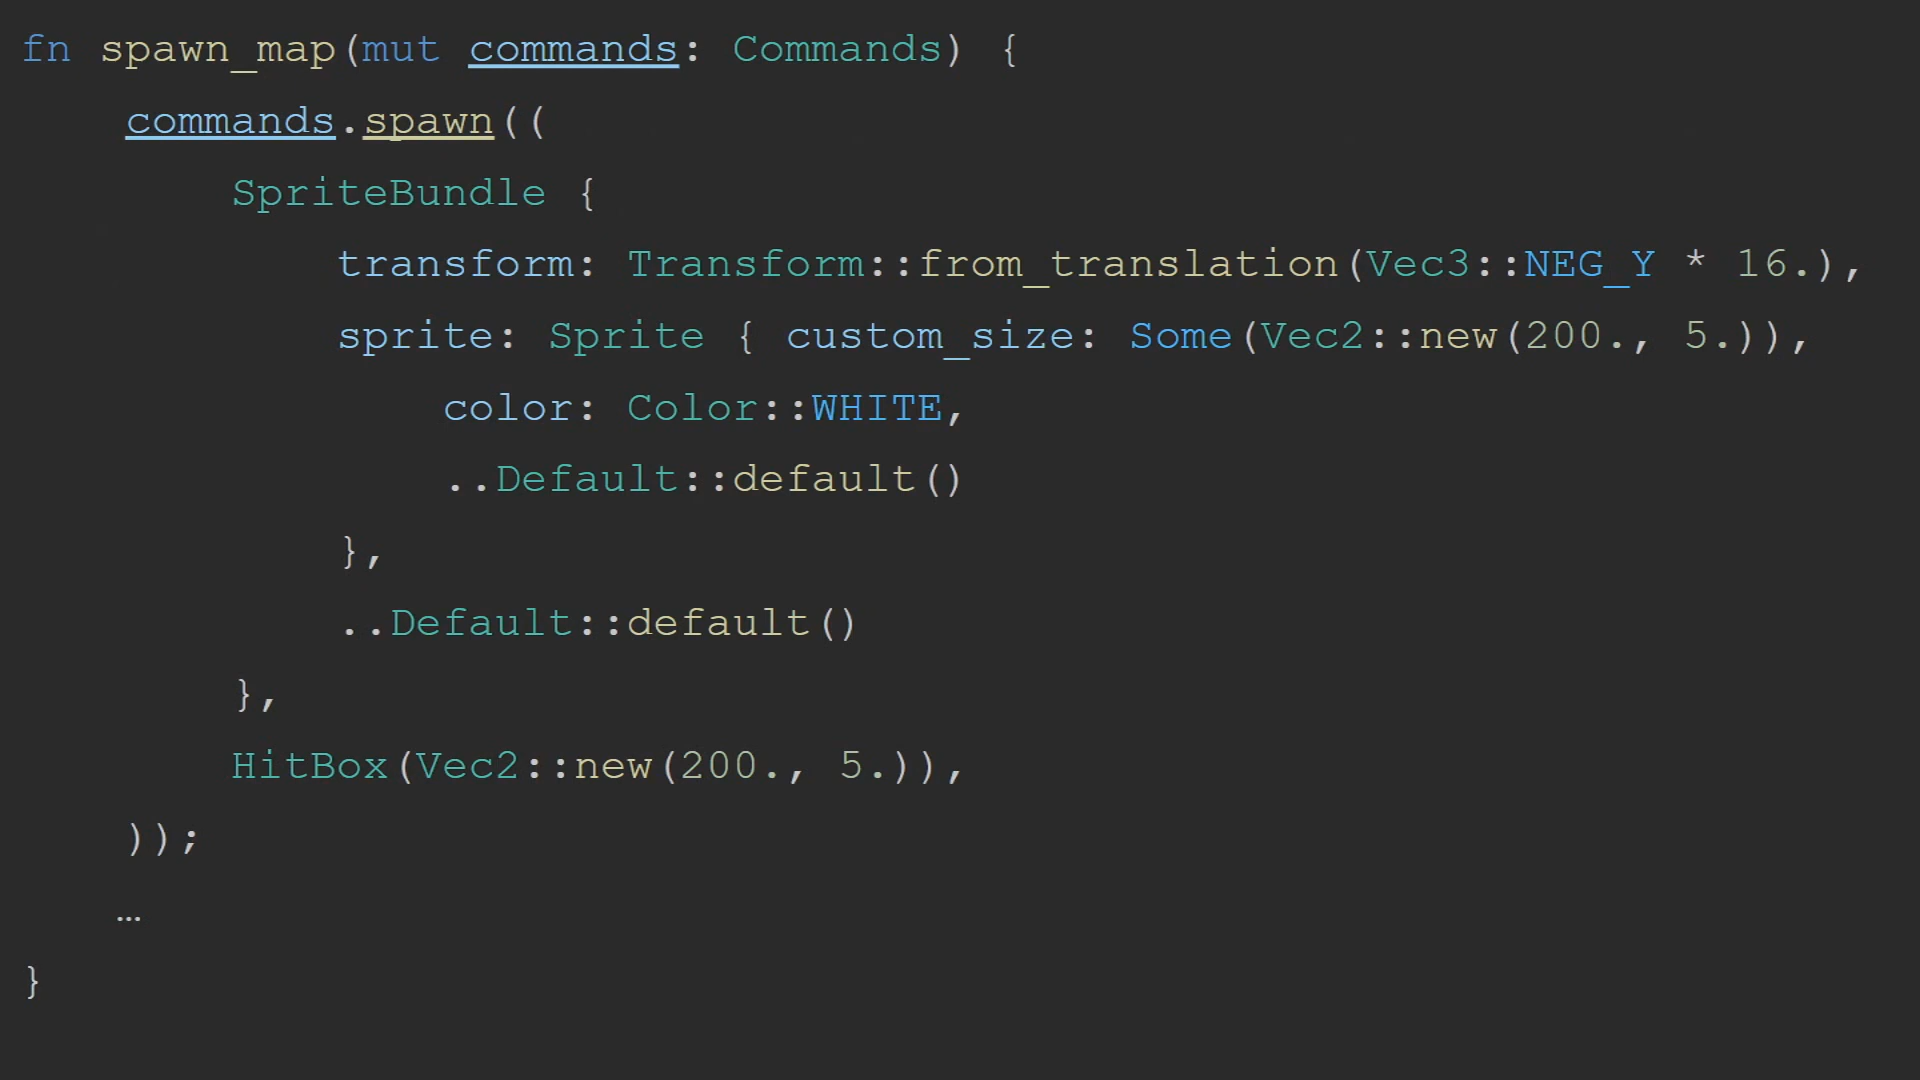 fn spawn_map(mut commands: Commands) {
    commands.spawn((
        SpriteBundle {
            transform: Transform::from_translation(Vec3::NEG_Y * 16.),
            sprite: Sprite { custom_size: Some(Vec2::new(200., 5.)),
                color: Color::WHITE,
                ..Default::default()
            },
            ..Default::default()
        },
        HitBox(Vec2::new(200., 5.)),
    ));
    …
}